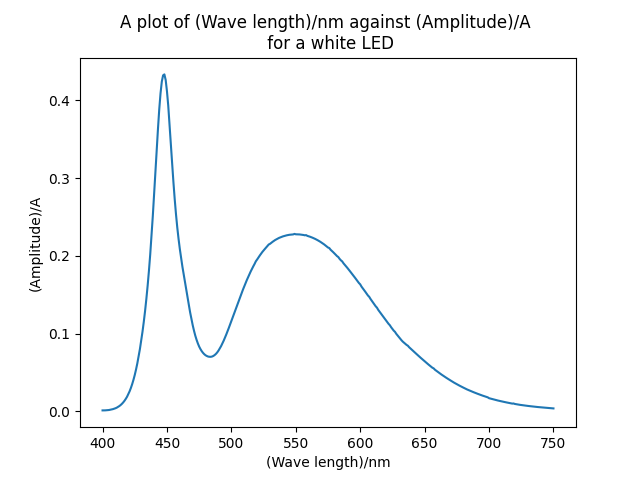 A plot of (Wave length)/nm against (Amplitude)/A
for a white LED
0.4
0.3
0.2
0.1
0.0
(Amplitude)/A
400 450 500 550 600 650 700 750
(Wave length)/nm